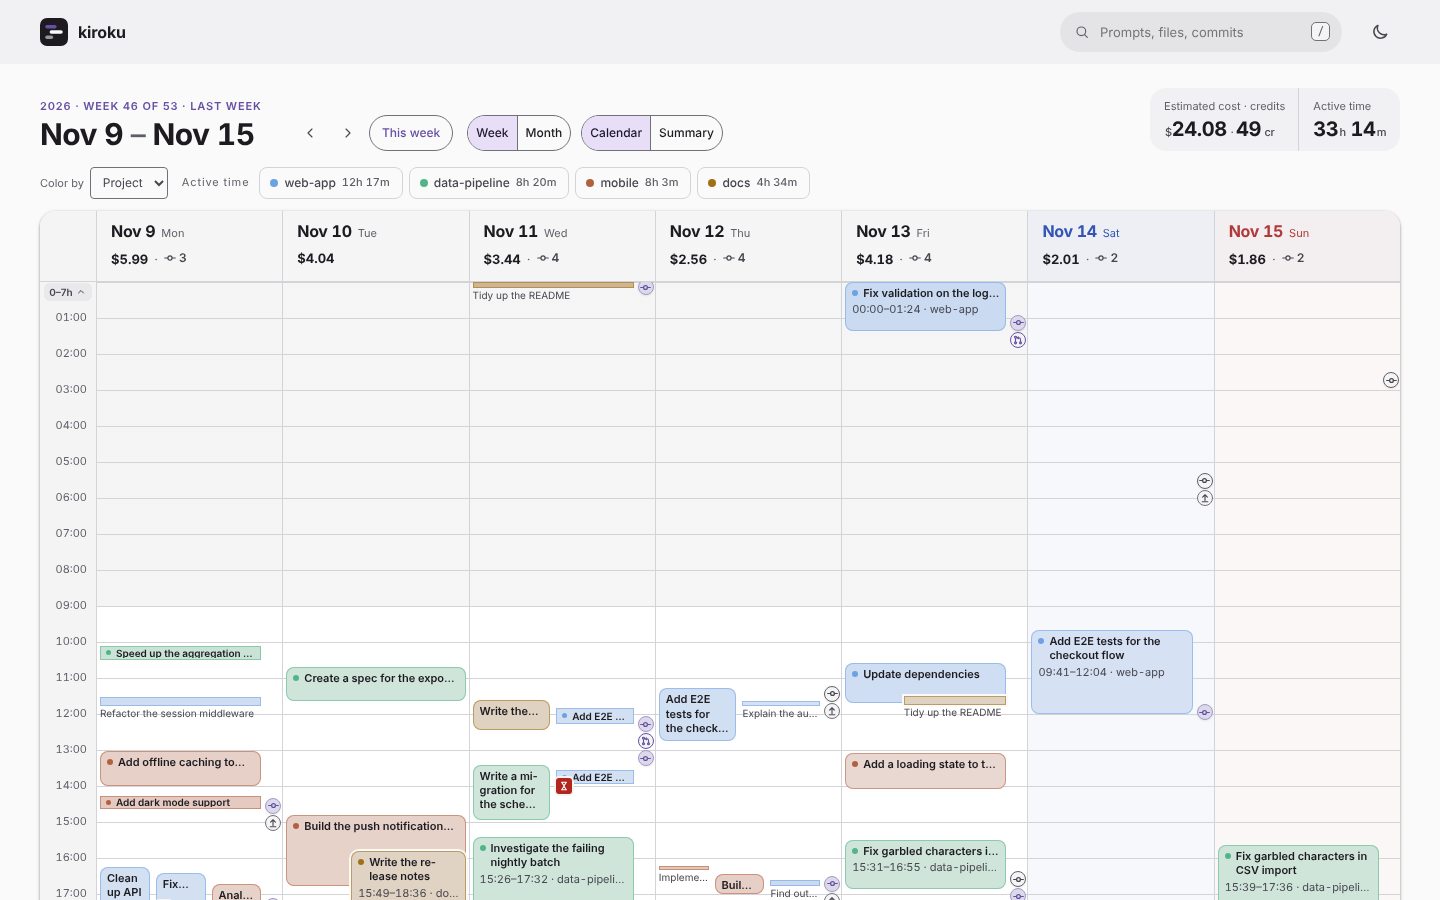 kiroku
Prompts, files, commits
/
2026 · WEEK 46 OF 53 · LAST WEEK
Nov 9 – Nov 15
This week
Week
Month
Calendar
Summary
Estimated cost · credits
$24.08 · 49 cr
Active time
33h 14m
Color by
Project
Active time
web-app 12h 17m
data-pipeline 8h 20m
mobile 8h 3m
docs 4h 34m
Nov 9 Mon
$5.99 · 3
Nov 10 Tue
$4.04
Nov 11 Wed
$3.44 · 4
Nov 12 Thu
$2.56 · 4
Nov 13 Fri
$4.18 · 4
Nov 14 Sat
$2.01 · 2
Nov 15 Sun
$1.86 · 2
0–7h
Tidy up the README
Fix validation on the log…
00:00–01:24 · web-app
01:00
02:00
03:00
04:00
05:00
06:00
07:00
08:00
09:00
10:00
Speed up the aggregation …
Add E2E tests for the
checkout flow
09:41–12:04 · web-app
11:00
Create a spec for the expo…
Update dependencies
Refactor the session middleware
12:00
Write the…
Add E2E …
Add E2E
tests for
the check…
Explain the au…
Tidy up the README
13:00
Add offline caching to…
Add a loading state to t…
14:00
Write a mi-
gration for
the sche…
Add E2E …
Add dark mode support
15:00
Build the push notification…
Investigate the failing
nightly batch
15:26–17:32 · data-pipeli…
Fix garbled characters i…
15:31–16:55 · data-pipeli…
Fix garbled characters in
CSV import
15:39–17:36 · data-pipeli…
16:00
Write the re-
lease notes
15:49–18:36 · do…
Impleme…
Clean
up API
Fix…
Anal…
Buil…
Find out…
17:00